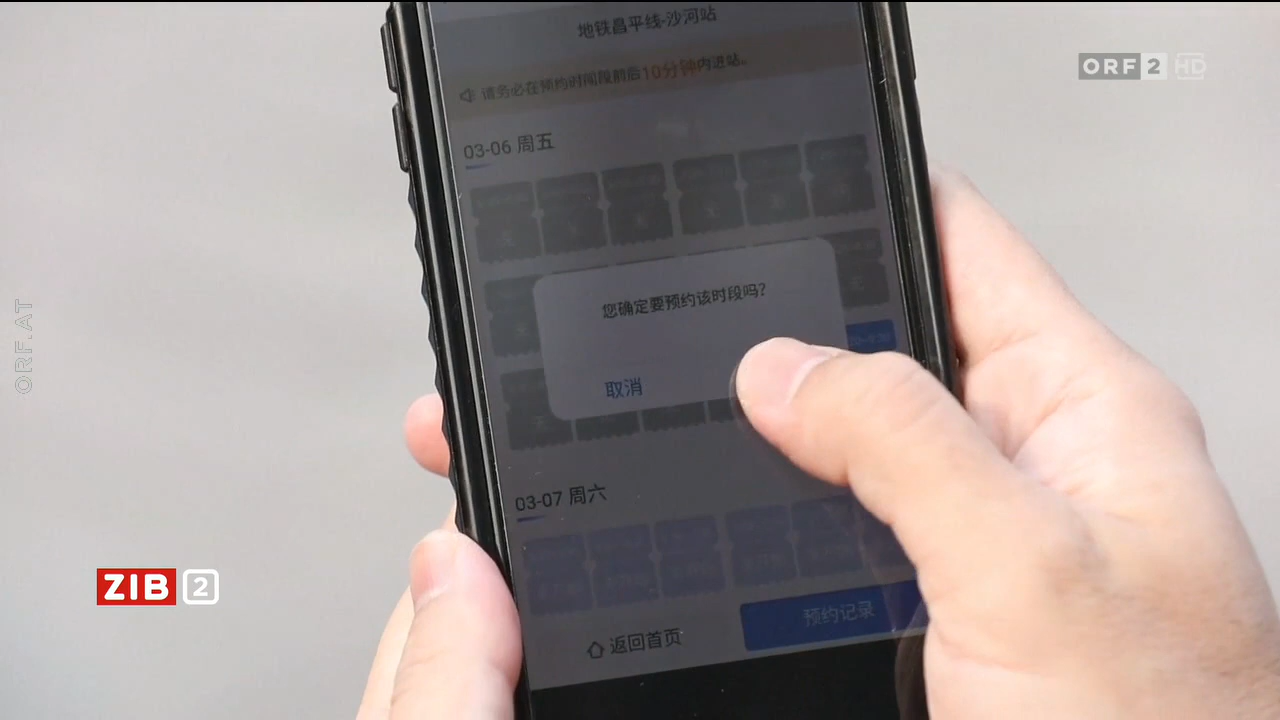 地铁昌平线-沙河站
ORF 2 HD
请务必在预约时间段前后10分钟内进站。
03-06 周五
您确定要预约该时段吗?
取消
ORF.AT
03-07 周六
ZIB 2
预约记录
返回首页